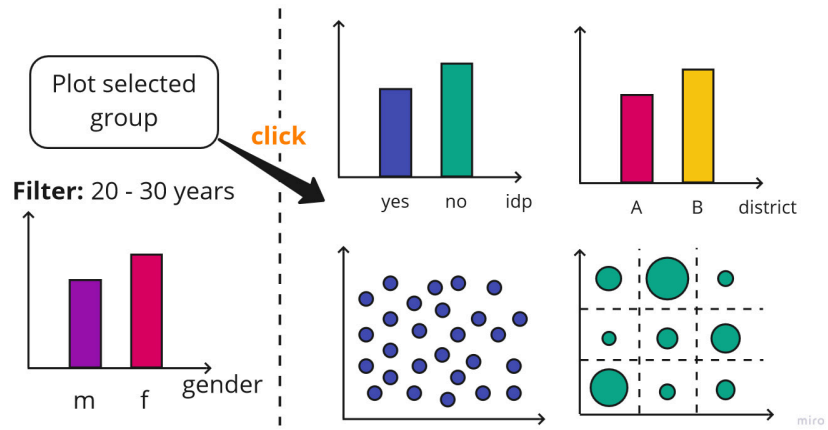 Plot selected
group
click
Filter: 20 - 30 years
m f gender
yes no idp
A B district
miro